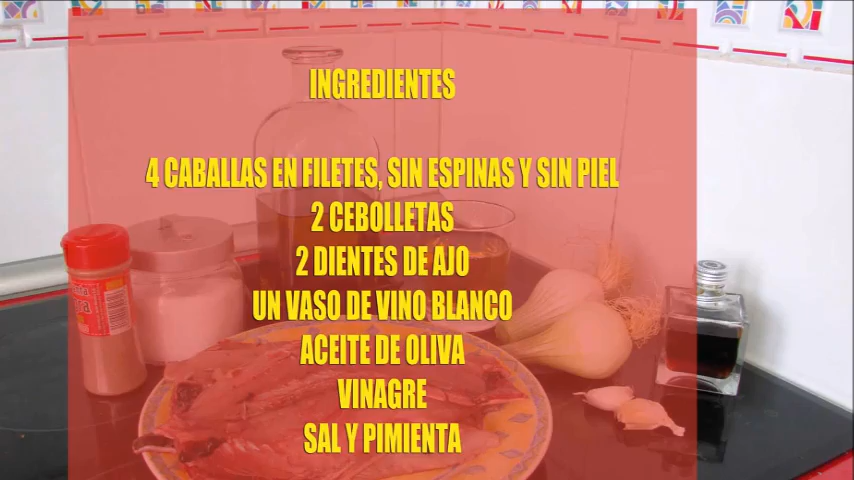 INGREDIENTES
4 CABALLAS EN FILETES, SIN ESPINAS Y SIN PIEL
2 CEBOLLETAS
2 DIENTES DE AJO
UN VASO DE VINO BLANCO
ACEITE DE OLIVA
VINAGRE
SAL Y PIMIENTA